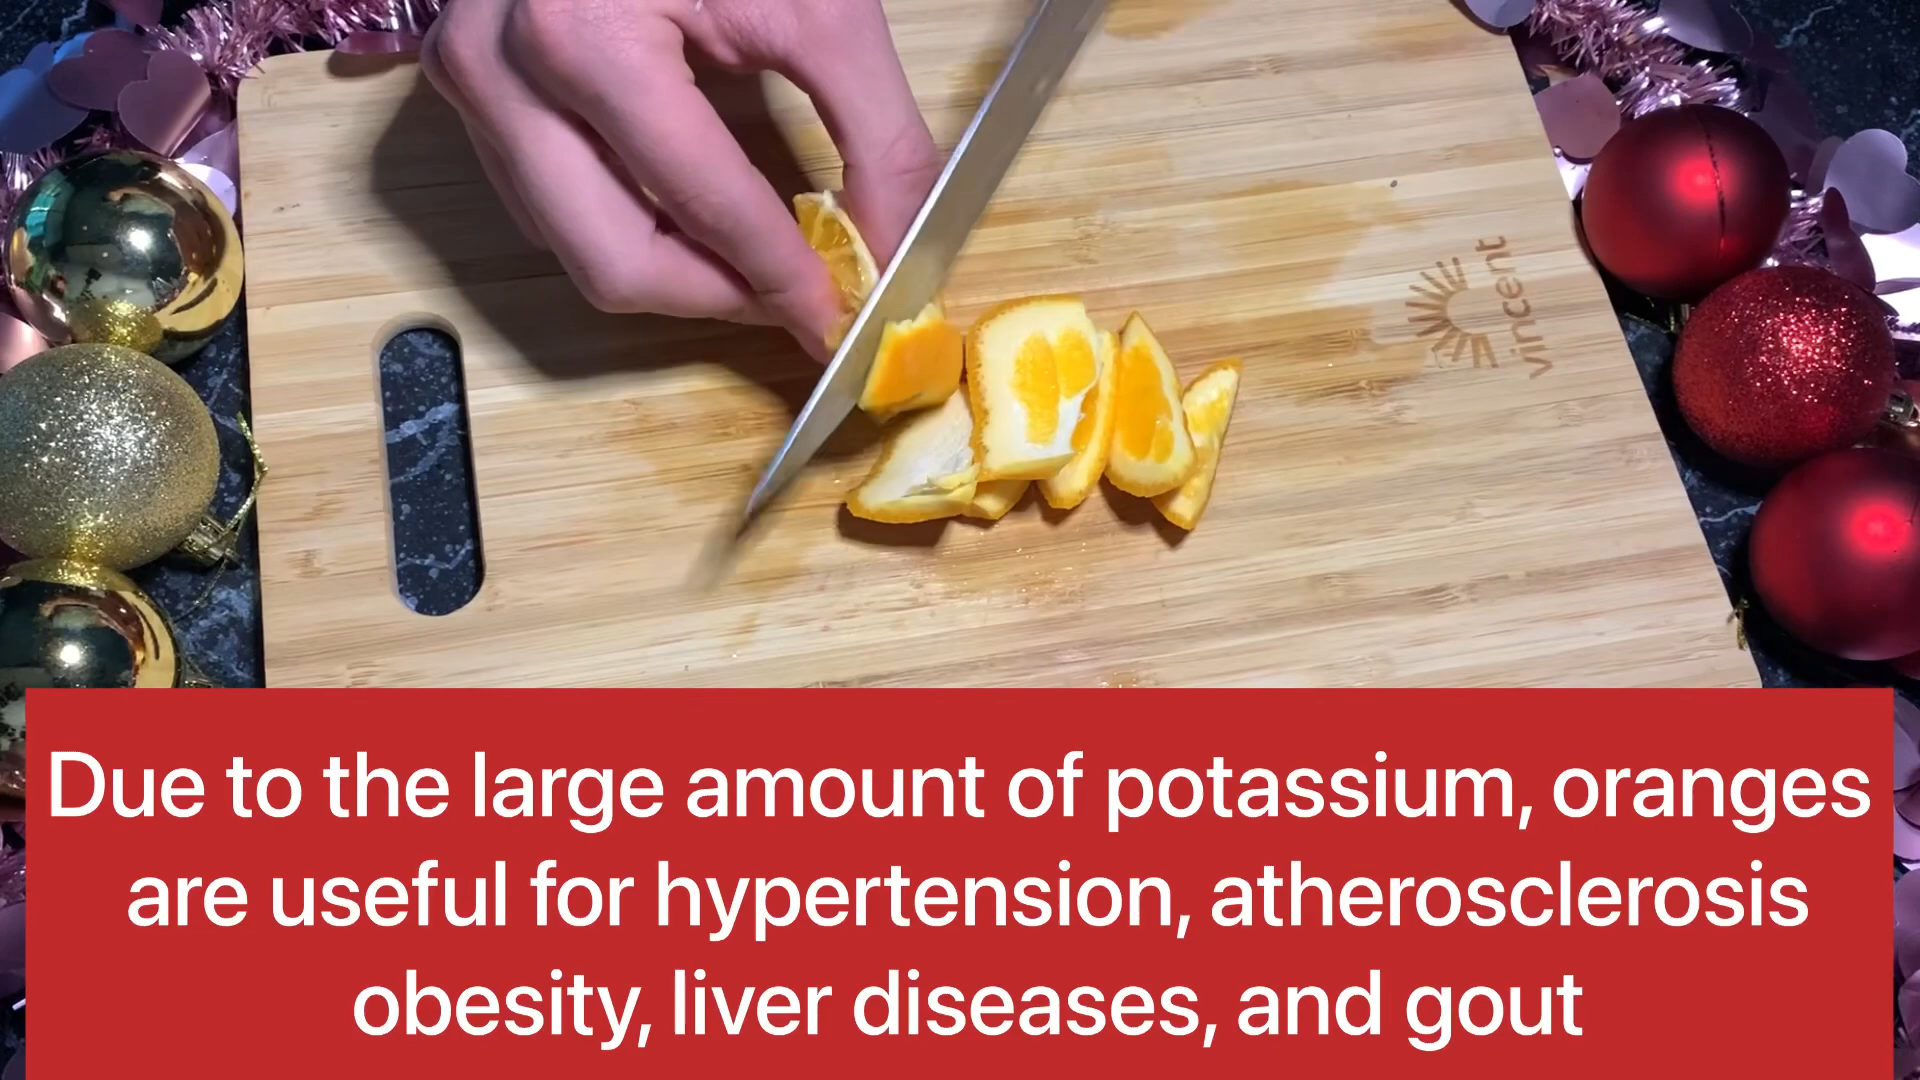 vincent
Due to the large amount of potassium, oranges
are useful for hypertension, atherosclerosis
obesity, liver diseases, and gout